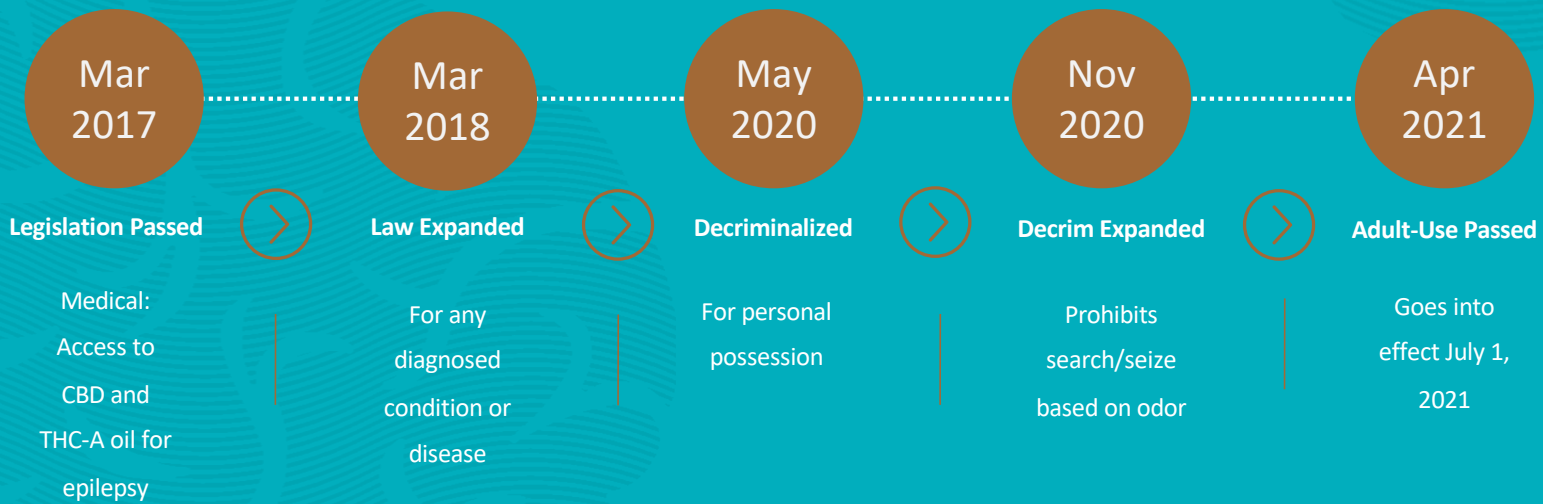 Mar
2017
Mar
2018
May
2020
Nov
2020
Apr
2021
Legislation Passed
Law Expanded
Decriminalized
Decrim Expanded
Adult-Use Passed
Medical:
Access to
CBD and
THC-A oil for
epilepsy
For any
diagnosed
condition or
disease
For personal
possession
Prohibits
search/seize
based on odor
Goes into
effect July 1,
2021